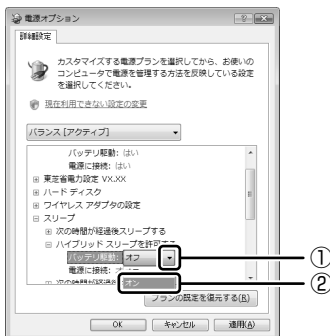 電源オプション
詳細設定
カスタマイズする電源プランを選択してから、お使いの
コンピュータで電源を管理する方法を反映している設定
を選択してください。
現在利用できない設定の変更
バランス [アクティブ]
バッテリ駆動: はい
電源に接続: はい
東芝省電力設定 VX.XX
ハード ディスク
ワイヤレス アダプタの設定
スリープ
次の時間が経過後スリープする
ハイブリッド スリープを許可する
バッテリ駆動: オフ
①
電源に接続:
オン
②
次の時間が経過後
プランの既定を復元する(R)
OK
キャンセル
適用(A)